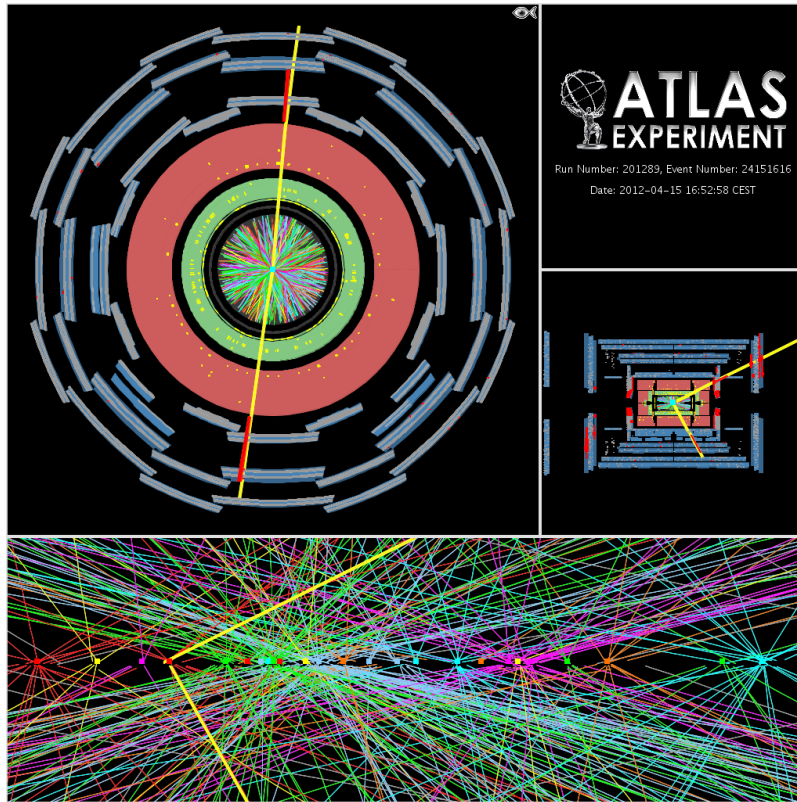 ATLAS
EXPERIMENT
Run Number: 201289, Event Number: 24151616
Date: 2012-04-15 16:52:58 CEST